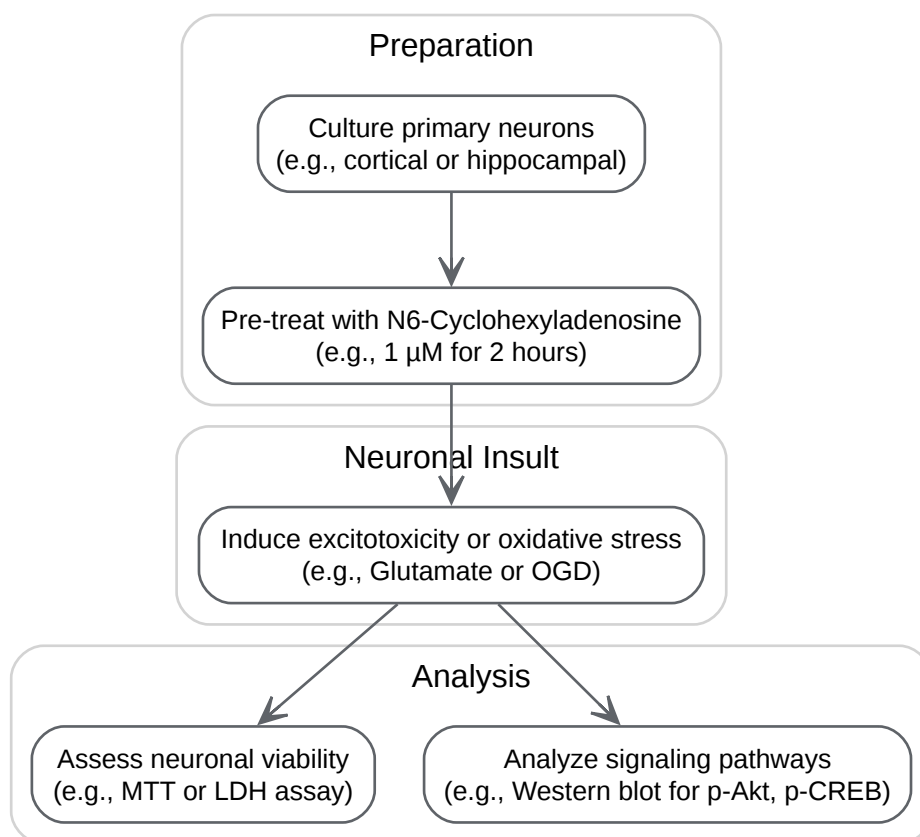 Preparation
Culture primary neurons
(e.g., cortical or hippocampal)
Pre-treat with N6-Cyclohexyladenosine
(e.g., 1 µM for 2 hours)
Neuronal Insult
Induce excitotoxicity or oxidative stress
(e.g., Glutamate or OGD)
Analysis
Assess neuronal viability
(e.g., MTT or LDH assay)
Analyze signaling pathways
(e.g., Western blot for p-Akt, p-CREB)